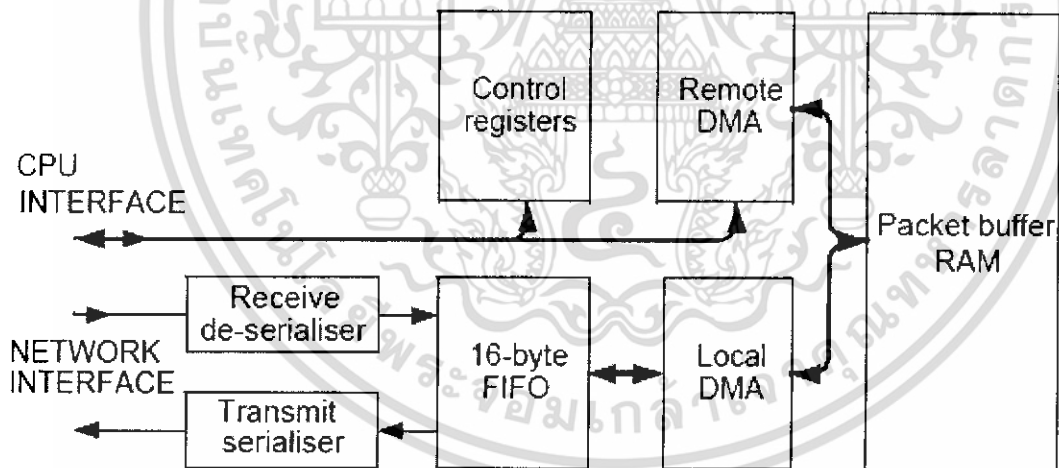 Control
registers
Remote
DMA
CPU
INTERFACE
Packet buffer
RAM
Receive
de-serialiser
NETWORK
INTERFACE
16-byte
FIFO
Local
DMA
Transmit
serialiser